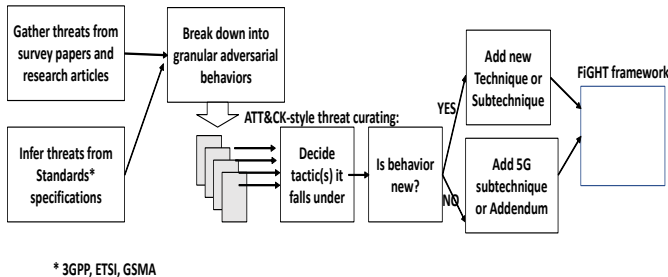 Gather threats from
survey papers and
research articles
Break down into
granular adversarial
behaviors
Infer threats from
Standards*
specifications
ATT&CK-style threat curating:
Decide
tactic(s) it
falls under
Is behavior
new?
YES
NO
Add new
Technique or
Subtechnique
Add 5G
subtechnique
or Addendum
FiGHT framework
* 3GPP, ETSI, GSMA